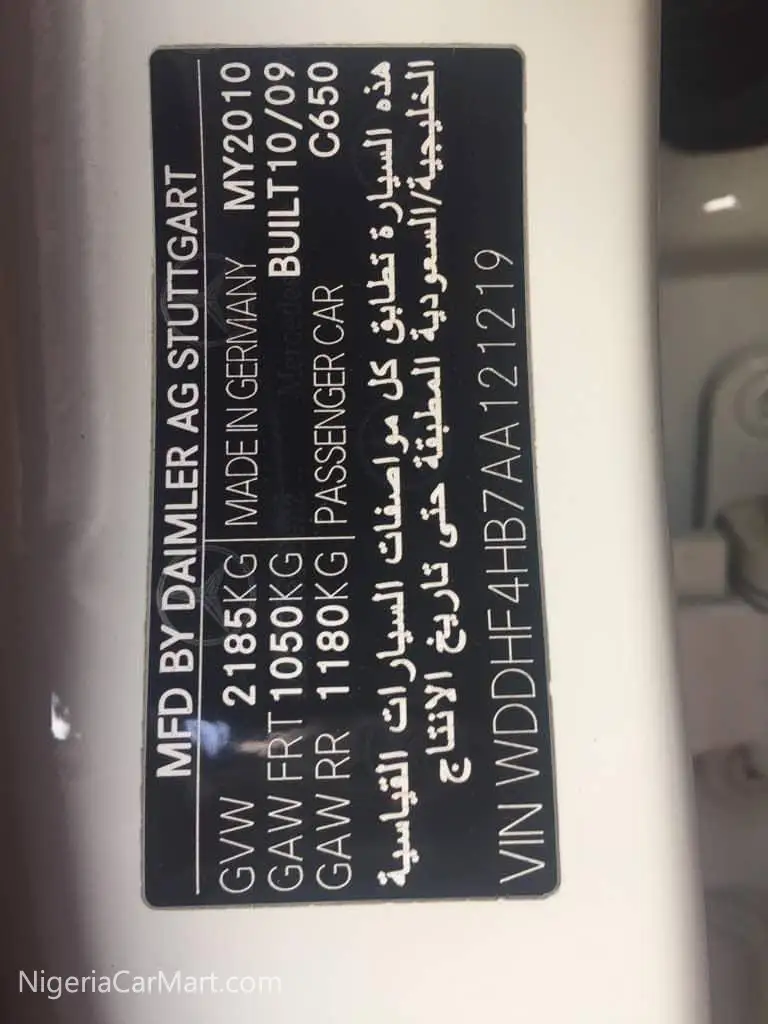 MFD BY DAIMLER AG STUTTGART
GVW 2185KG MADE IN GERMANY MY2010
GAW FRT 1050KG BUILT10/09
GAW RR 1180KG PASSENGER CAR C650
هذه السيارة تطابق كل مواصفات السيارات القياسية
الخليجية/السعودية المطبقة حتى تاريخ الانتاج
VIN WDDHF4HB7AA121219
NigeriaCarMart.com